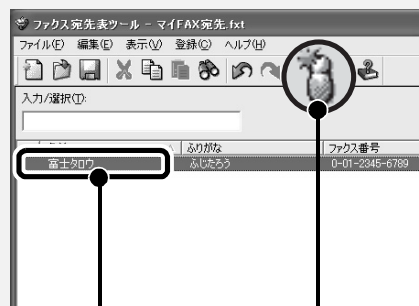 ファクス宛先表ツール - マイFAX宛先.fxt
ファイル(F) 編集(E) 表示(V) 登録(C) ヘルプ(H)
入力/選択(T):
ふりがな ファクス番号
富士タロウ ふじたろう 0-01-2345-6789